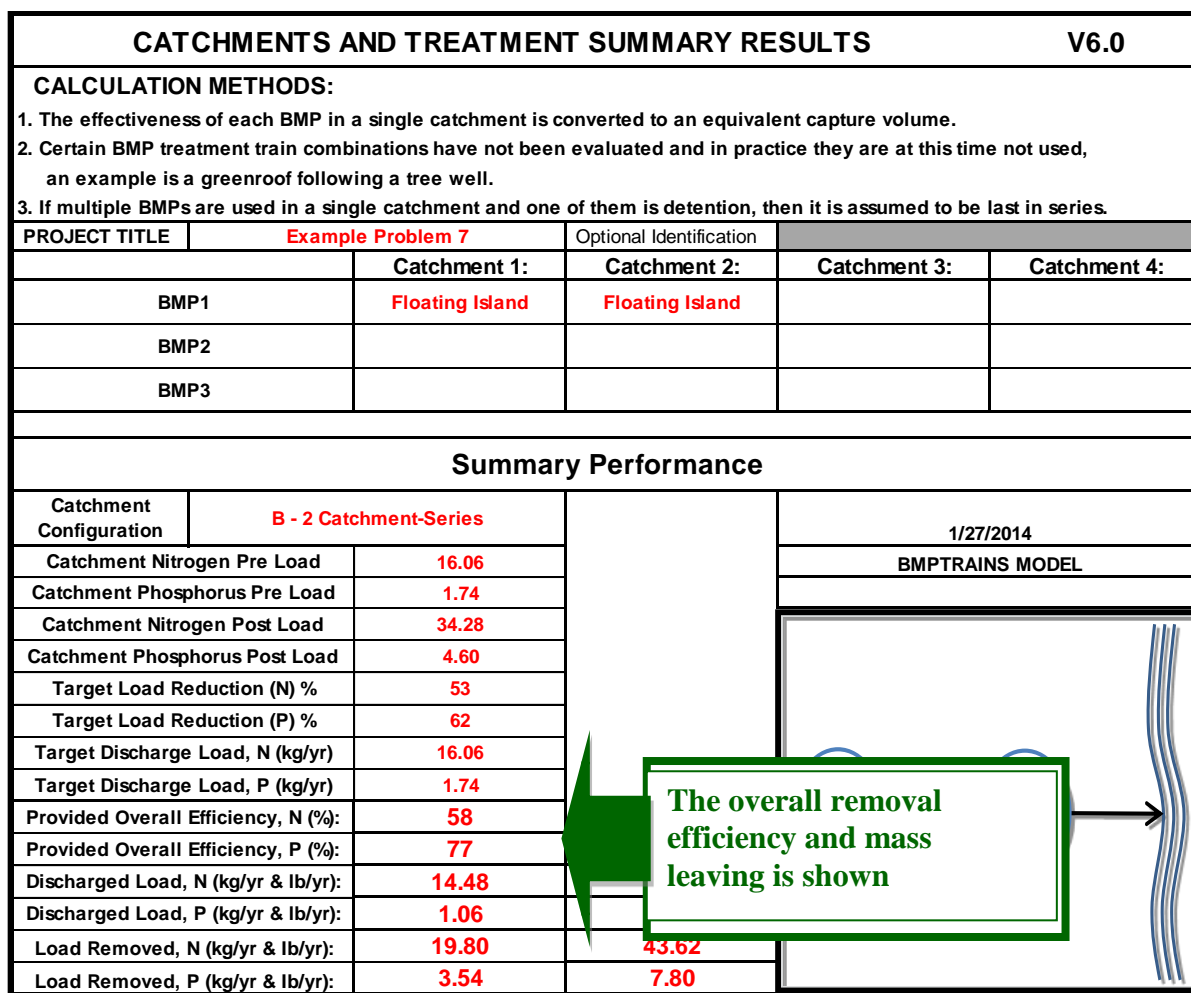 CATCHMENTS AND TREATMENT SUMMARY RESULTS V6.0
CALCULATION METHODS:
1. The effectiveness of each BMP in a single catchment is converted to an equivalent capture volume.
2. Certain BMP treatment train combinations have not been evaluated and in practice they are at this time not used,
an example is a greenroof following a tree well.
3. If multiple BMPs are used in a single catchment and one of them is detention, then it is assumed to be last in series.
PROJECT TITLE Example Problem 7 Optional Identification
Catchment 1: Catchment 2: Catchment 3: Catchment 4:
BMP1 Floating Island Floating Island
BMP2
BMP3
Summary Performance
Catchment
Configuration
B - 2 Catchment-Series
1/27/2014
Catchment Nitrogen Pre Load 16.06 BMPTRAINS MODEL
Catchment Phosphorus Pre Load 1.74
Catchment Nitrogen Post Load 34.28
Catchment Phosphorus Post Load 4.60
Target Load Reduction (N) % 53
Target Load Reduction (P) % 62
Target Discharge Load, N (kg/yr) 16.06
Target Discharge Load, P (kg/yr) 1.74
Provided Overall Efficiency, N (%): 58
Provided Overall Efficiency, P (%): 77
Discharged Load, N (kg/yr & lb/yr): 14.48
Discharged Load, P (kg/yr & lb/yr): 1.06
Load Removed, N (kg/yr & lb/yr): 19.80 43.62
Load Removed, P (kg/yr & lb/yr): 3.54 7.80
The overall removal
efficiency and mass
leaving is shown